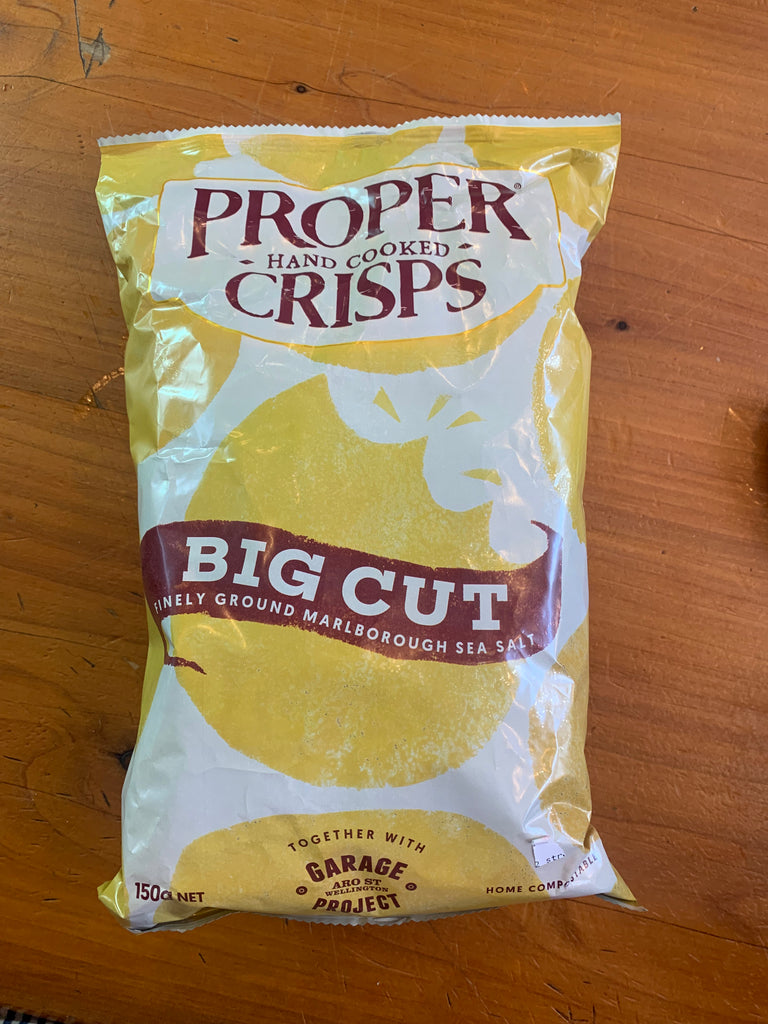 PROPER®
HAND COOKED
CRISPS
BIG CUT
FINELY GROUND MARLBOROUGH SEA SALT
TOGETHER WITH
GARAGE
ARO ST
WELLINGTON
PROJECT
150G NET
HOME COMPOSTABLE